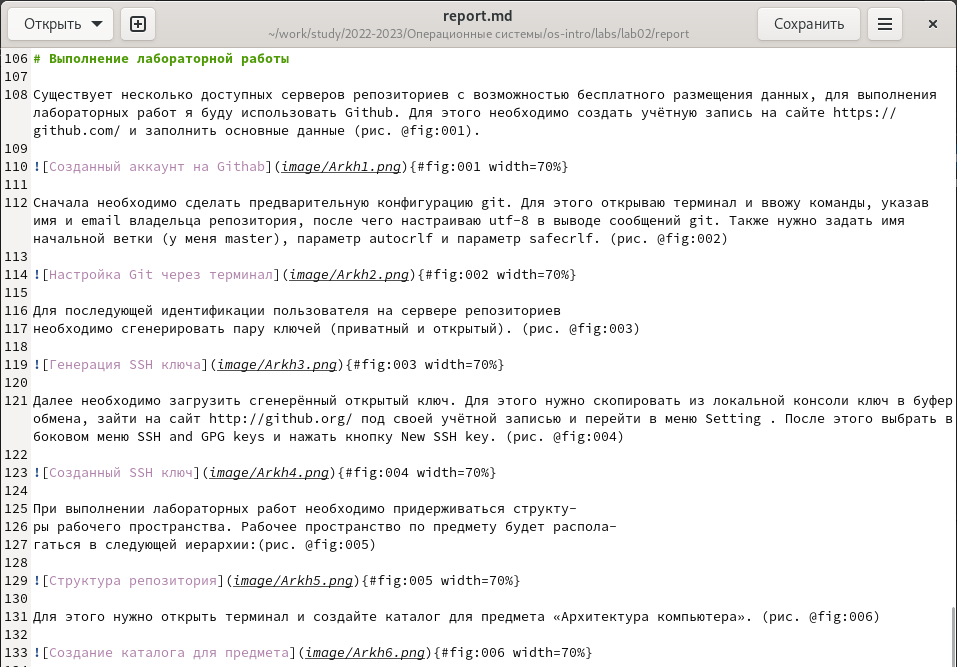 Открыть
report.md
~/work/study/2022-2023/Операционные системы/os-intro/labs/lab02/report
Сохранить
106 # Выполнение лабораторной работы
107
108 Существует несколько доступных серверов репозиториев с возможностью бесплатного размещения данных, для выполнения
лабораторных работ я буду использовать Github. Для этого необходимо создать учётную запись на сайте https://
github.com/ и заполнить основные данные (рис. @fig:001).
109
110 ![Созданный аккаунт на Githab](image/Arkh1.png){#fig:001 width=70%}
111
112 Сначала необходимо сделать предварительную конфигурацию git. Для этого открываю терминал и ввожу команды, указав
имя и email владельца репозитория, после чего настраиваю utf-8 в выводе сообщений git. Также нужно задать имя
начальной ветки (у меня master), параметр autocrlf и параметр safecrlf. (рис. @fig:002)
113
114 ![Настройка Git через терминал](image/Arkh2.png){#fig:002 width=70%}
115
116 Для последующей идентификации пользователя на сервере репозиториев
117 необходимо сгенерировать пару ключей (приватный и открытый). (рис. @fig:003)
118
119 ![Генерация SSH ключа](image/Arkh3.png){#fig:003 width=70%}
120
121 Далее необходимо загрузить сгенерённый открытый ключ. Для этого нужно скопировать из локальной консоли ключ в буфер
обмена, зайти на сайт http://github.org/ под своей учётной записью и перейти в меню Setting . После этого выбрать в
боковом меню SSH and GPG keys и нажать кнопку New SSH key. (рис. @fig:004)
122
123 ![Созданный SSH ключ](image/Arkh4.png){#fig:004 width=70%}
124
125 При выполнении лабораторных работ необходимо придерживаться структу-
126 ры рабочего пространства. Рабочее пространство по предмету будет распола-
127 гаться в следующей иерархии:(рис. @fig:005)
128
129 ![Структура репозитория](image/Arkh5.png){#fig:005 width=70%}
130
131 Для этого нужно открыть терминал и создайте каталог для предмета «Архитектура компьютера». (рис. @fig:006)
132
133 ![Создание каталога для предмета](image/Arkh6.png){#fig:006 width=70%}